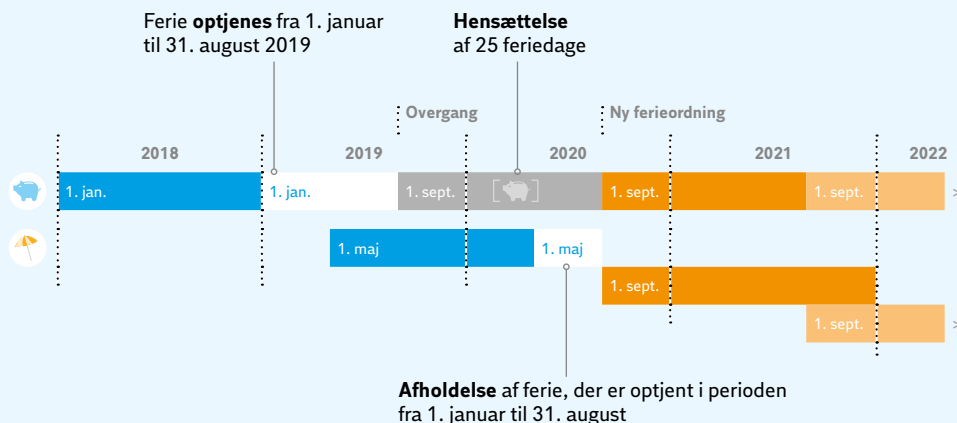 Ferie optjenes fra 1. januar
til 31. august 2019
Hensættelse
af 25 feriedage
Overgang
Ny ferieordning
2018
2019
2020
2021
2022
1. jan.
1. jan.
1. sept.
1. sept.
1. sept.
>
1. maj
1. maj
1. sept.
1. sept.
>
Afholdelse af ferie, der er optjent i perioden
fra 1. januar til 31. august